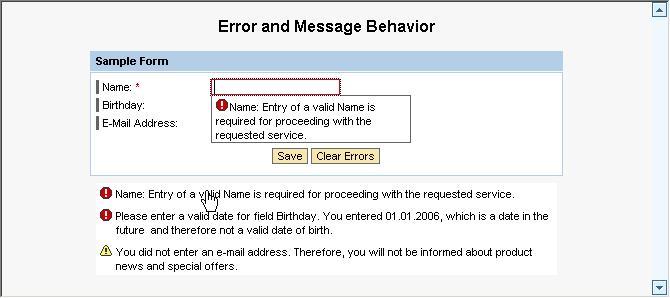 Error and Message Behavior
Sample Form
Name: *
Birthday:
E-Mail Address:
Name: Entry of a valid Name is
required for proceeding with the
requested service.
Save Clear Errors
Name: Entry of a valid Name is required for proceeding with the requested service.
Please enter a valid date for field Birthday. You entered 01.01.2006, which is a date in the
future and therefore not a valid date of birth.
You did not enter an e-mail address. Therefore, you will not be informed about product
news and special offers.